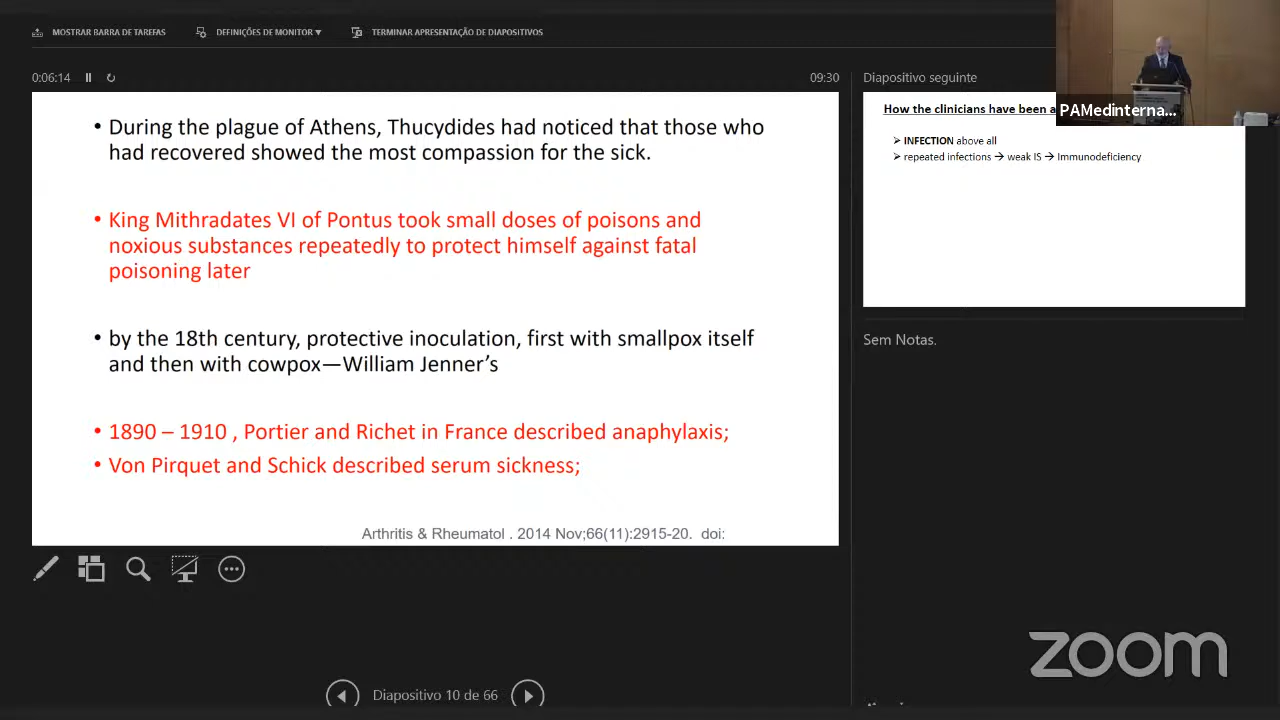 MOSTRAR BARRA DE TAREFAS
DEFINIÇÕES DE MONITOR ▼
TERMINAR APRESENTAÇÃO DE DIAPOSITIVOS
0:06:14
09:30
• During the plague of Athens, Thucydides had noticed that those who
had recovered showed the most compassion for the sick.
• King Mithradates VI of Pontus took small doses of poisons and
noxious substances repeatedly to protect himself against fatal
poisoning later
• by the 18th century, protective inoculation, first with smallpox itself
and then with cowpox—William Jenner’s
• 1890 – 1910 , Portier and Richet in France described anaphylaxis;
• Von Pirquet and Schick described serum sickness;
Arthritis & Rheumatol . 2014 Nov;66(11):2915-20. doi:
Diapositivo 10 de 66
Diapositivo seguinte
PAMedinterna...
How the clinicians have been
➢ INFECTION above all
➢ repeated infections → weak IS → Immunodeficiency
Sem Notas.
zoom